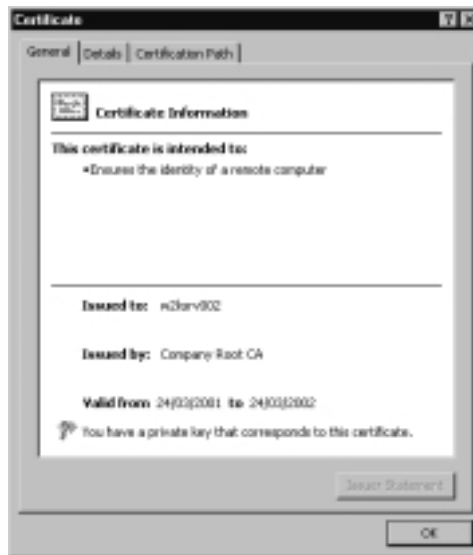 Certificate
General Details Certification Path
Certificate Information
This certificate is intended to:
•Ensures the identity of a remote computer
Issued to: w2ksrv002
Issued by: Company Root CA
Valid from 24/03/2001 to 24/03/2002
You have a private key that corresponds to this certificate.
Issuer Statement
OK